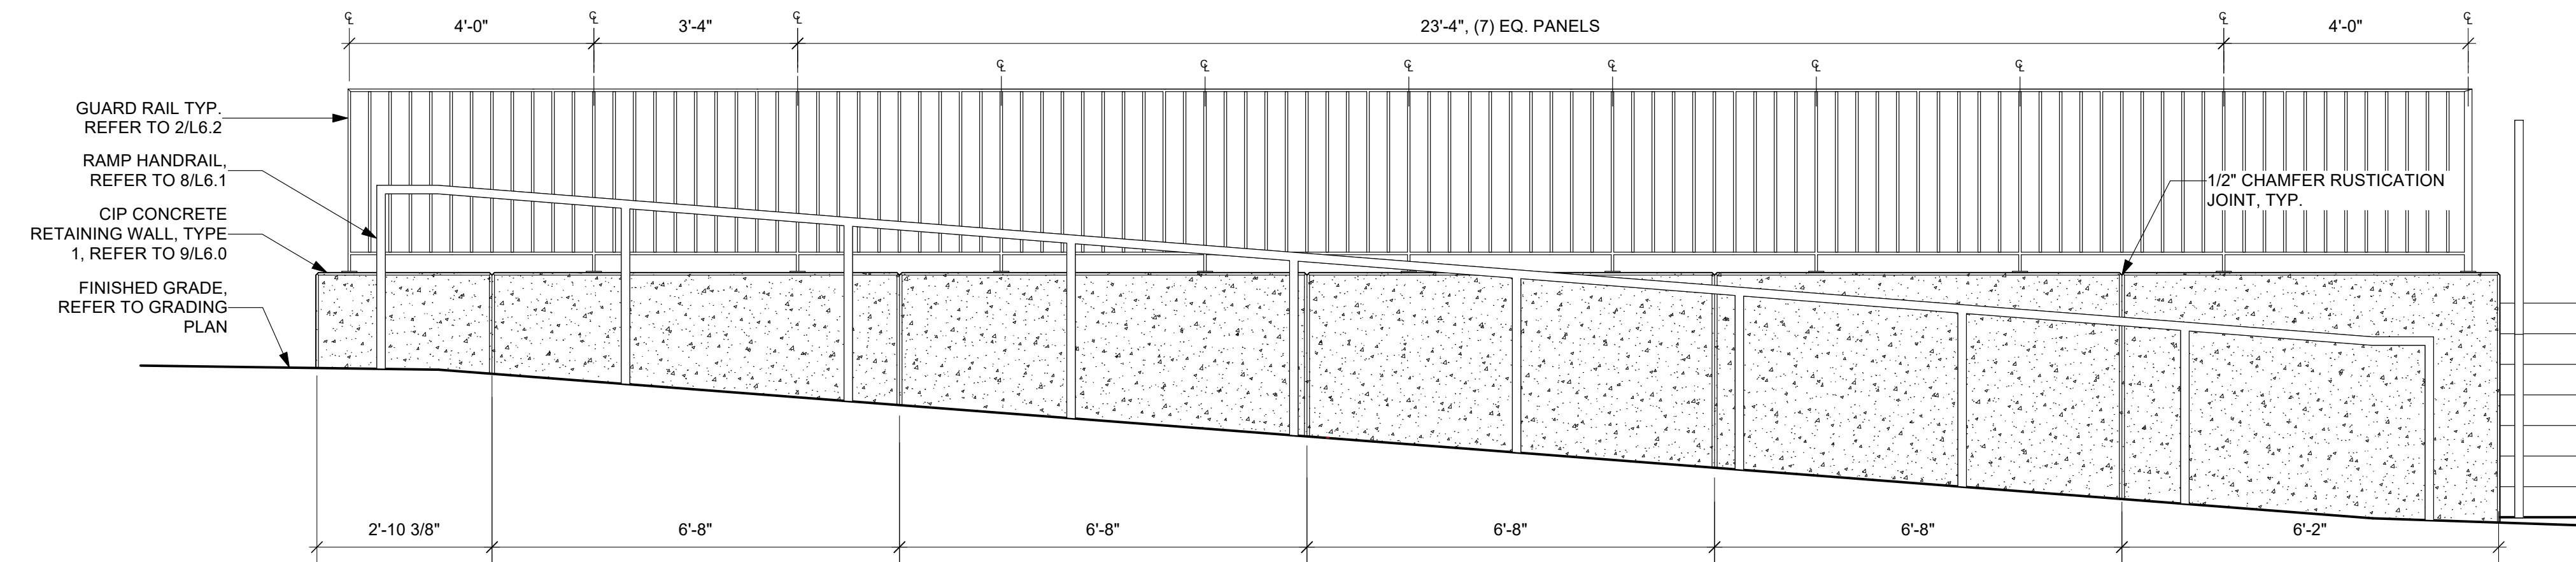 ℄ ℄ ℄ ℄ ℄
4'-0" 3'-4" 23'-4", (7) EQ. PANELS 4'-0"
℄ ℄ ℄ ℄ ℄ ℄
GUARD RAIL TYP.
REFER TO 2/L6.2
RAMP HANDRAIL,
REFER TO 8/L6.1
CIP CONCRETE
RETAINING WALL, TYPE
1, REFER TO 9/L6.0
FINISHED GRADE,
REFER TO GRADING
PLAN
1/2" CHAMFER RUSTICATION
JOINT, TYP.
2'-10 3/8" 6'-8" 6'-8" 6'-8" 6'-8" 6'-2"